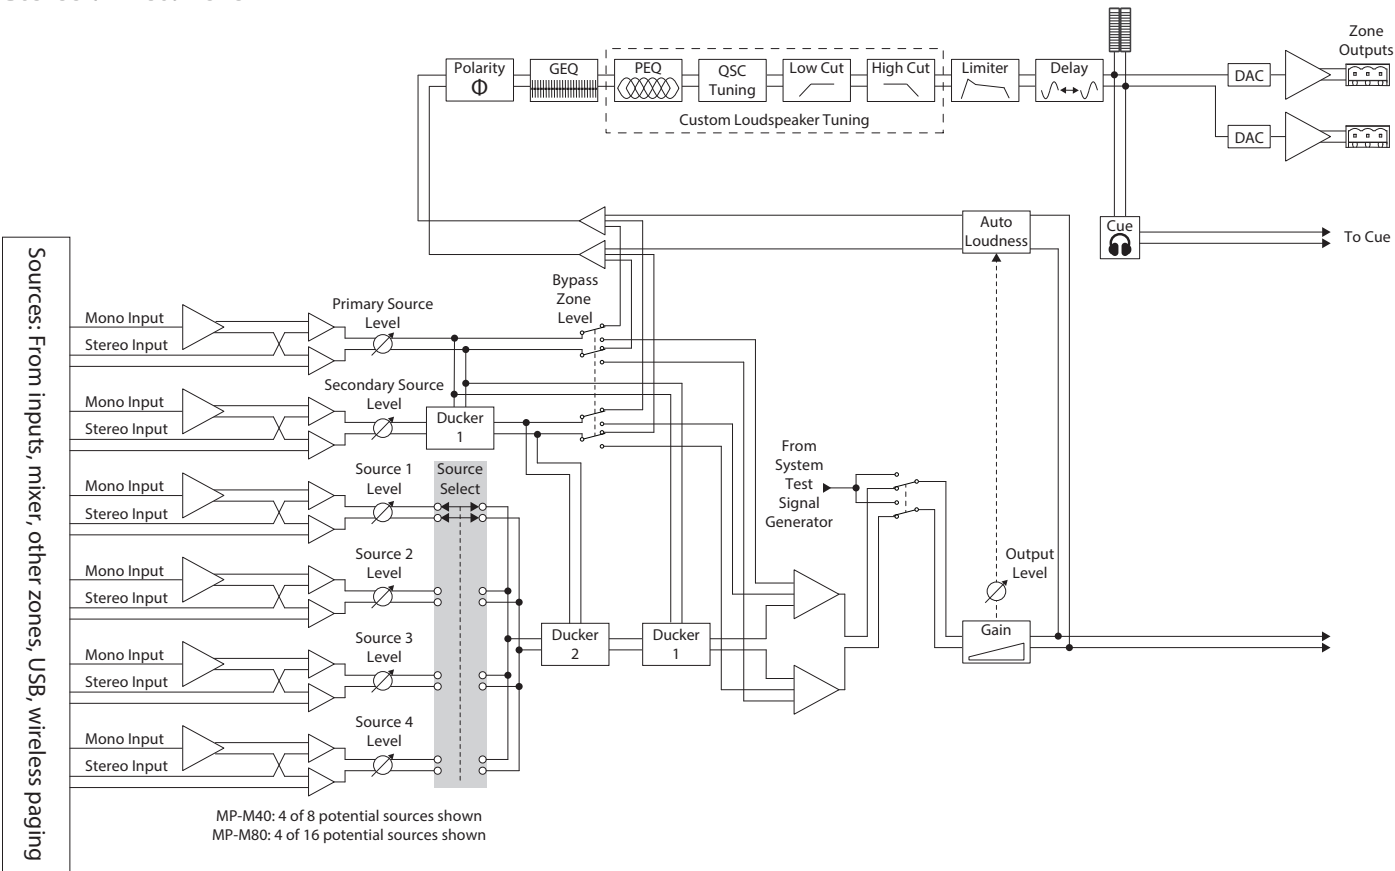 Zone
Outputs
Polarity
Φ
GEQ
PEQ
QSC
Tuning
Low Cut
High Cut
Limiter
Delay
DAC
Custom Loudspeaker Tuning
DAC
Auto
Loudness
Cue
To Cue
Sources: From inputs, mixer, other zones, USB, wireless paging
Bypass
Zone
Level
Mono Input
Stereo Input
Primary Source
Level
Mono Input
Stereo Input
Secondary Source
Level
Ducker
1
Mono Input
Stereo Input
Source 1
Level
Source
Select
From
System
Test
Signal
Generator
Mono Input
Stereo Input
Source 2
Level
Output
Level
Mono Input
Stereo Input
Source 3
Level
Ducker
2
Ducker
1
Gain
Mono Input
Stereo Input
Source 4
Level
MP-M40: 4 of 8 potential sources shown
MP-M80: 4 of 16 potential sources shown